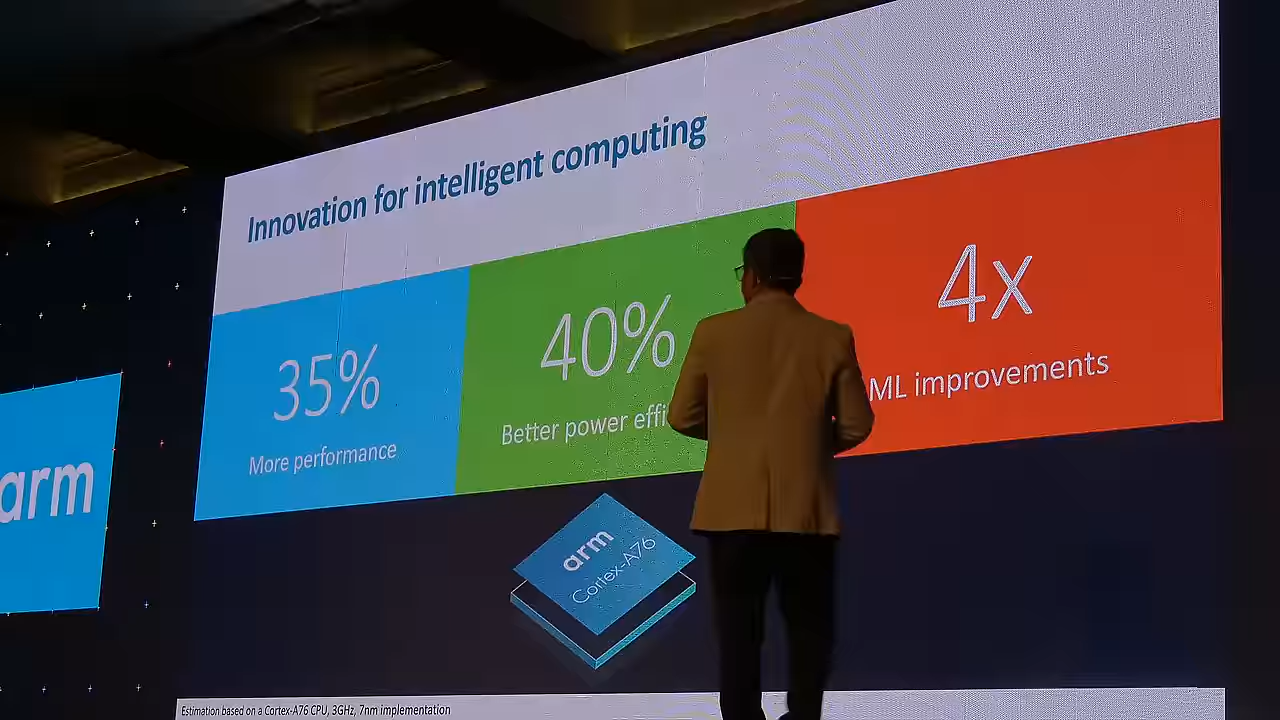 Innovation for intelligent computing
35%
More performance
40%
Better power effi
4x
ML improvements
arm
arm
Cortex-A76
Estimation based on a Cortex-A76 CPU, 3GHz, 7nm implementation